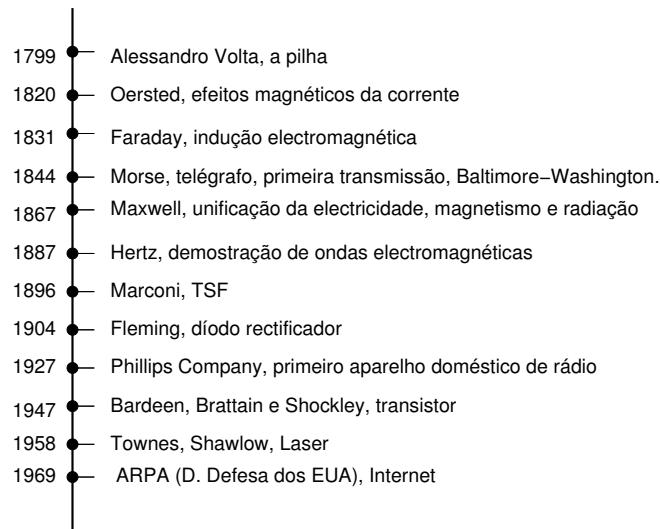 1799 Alessandro Volta, a pilha
1820 Oersted, efeitos magnéticos da corrente
1831 Faraday, indução electromagnética
1844 Morse, telégrafo, primeira transmissão, Baltimore−Washington.
1867 Maxwell, unificação da electricidade, magnetismo e radiação
1887 Hertz, demostração de ondas electromagnéticas
1896 Marconi, TSF
1904 Fleming, díodo rectificador
1927 Phillips Company, primeiro aparelho doméstico de rádio
1947 Bardeen, Brattain e Shockley, transistor
1958 Townes, Shawlow, Laser
1969 ARPA (D. Defesa dos EUA), Internet